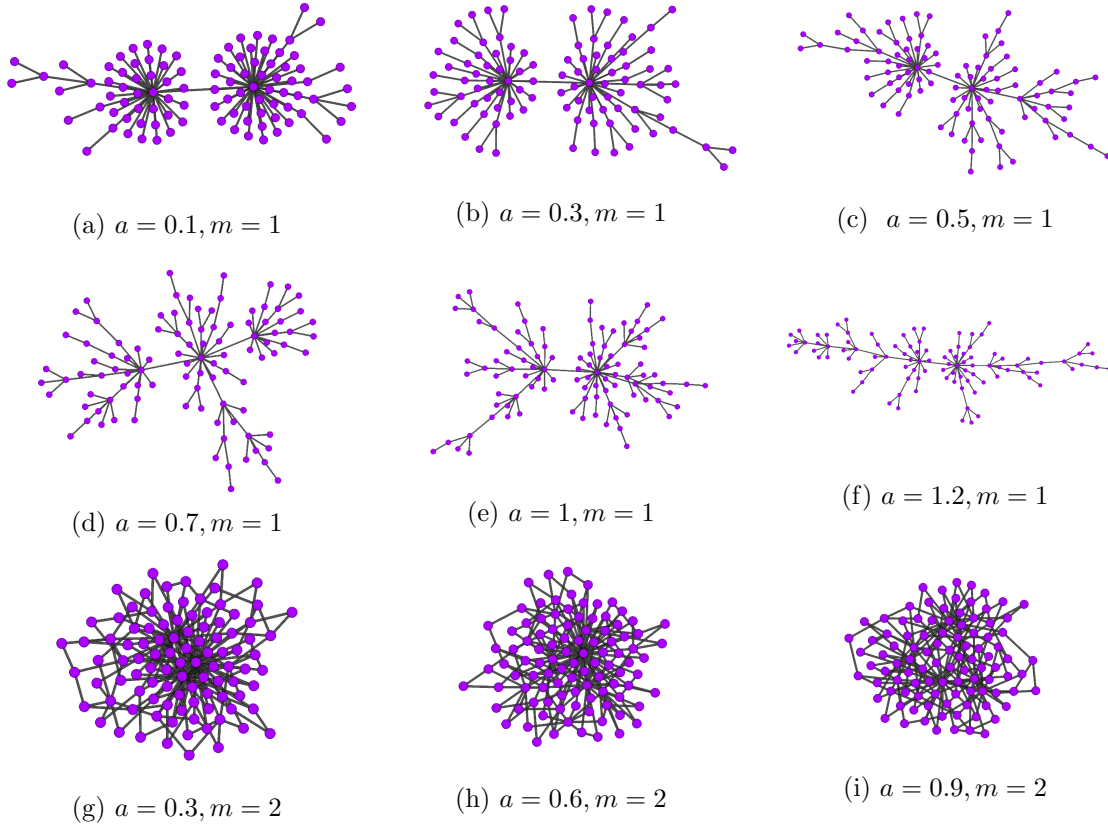 (a) a = 0.1, m = 1
(b) a = 0.3, m = 1
(c) a = 0.5, m = 1
(d) a = 0.7, m = 1
(e) a = 1, m = 1
(f) a = 1.2, m = 1
(g) a = 0.3, m = 2
(h) a = 0.6, m = 2
(i) a = 0.9, m = 2